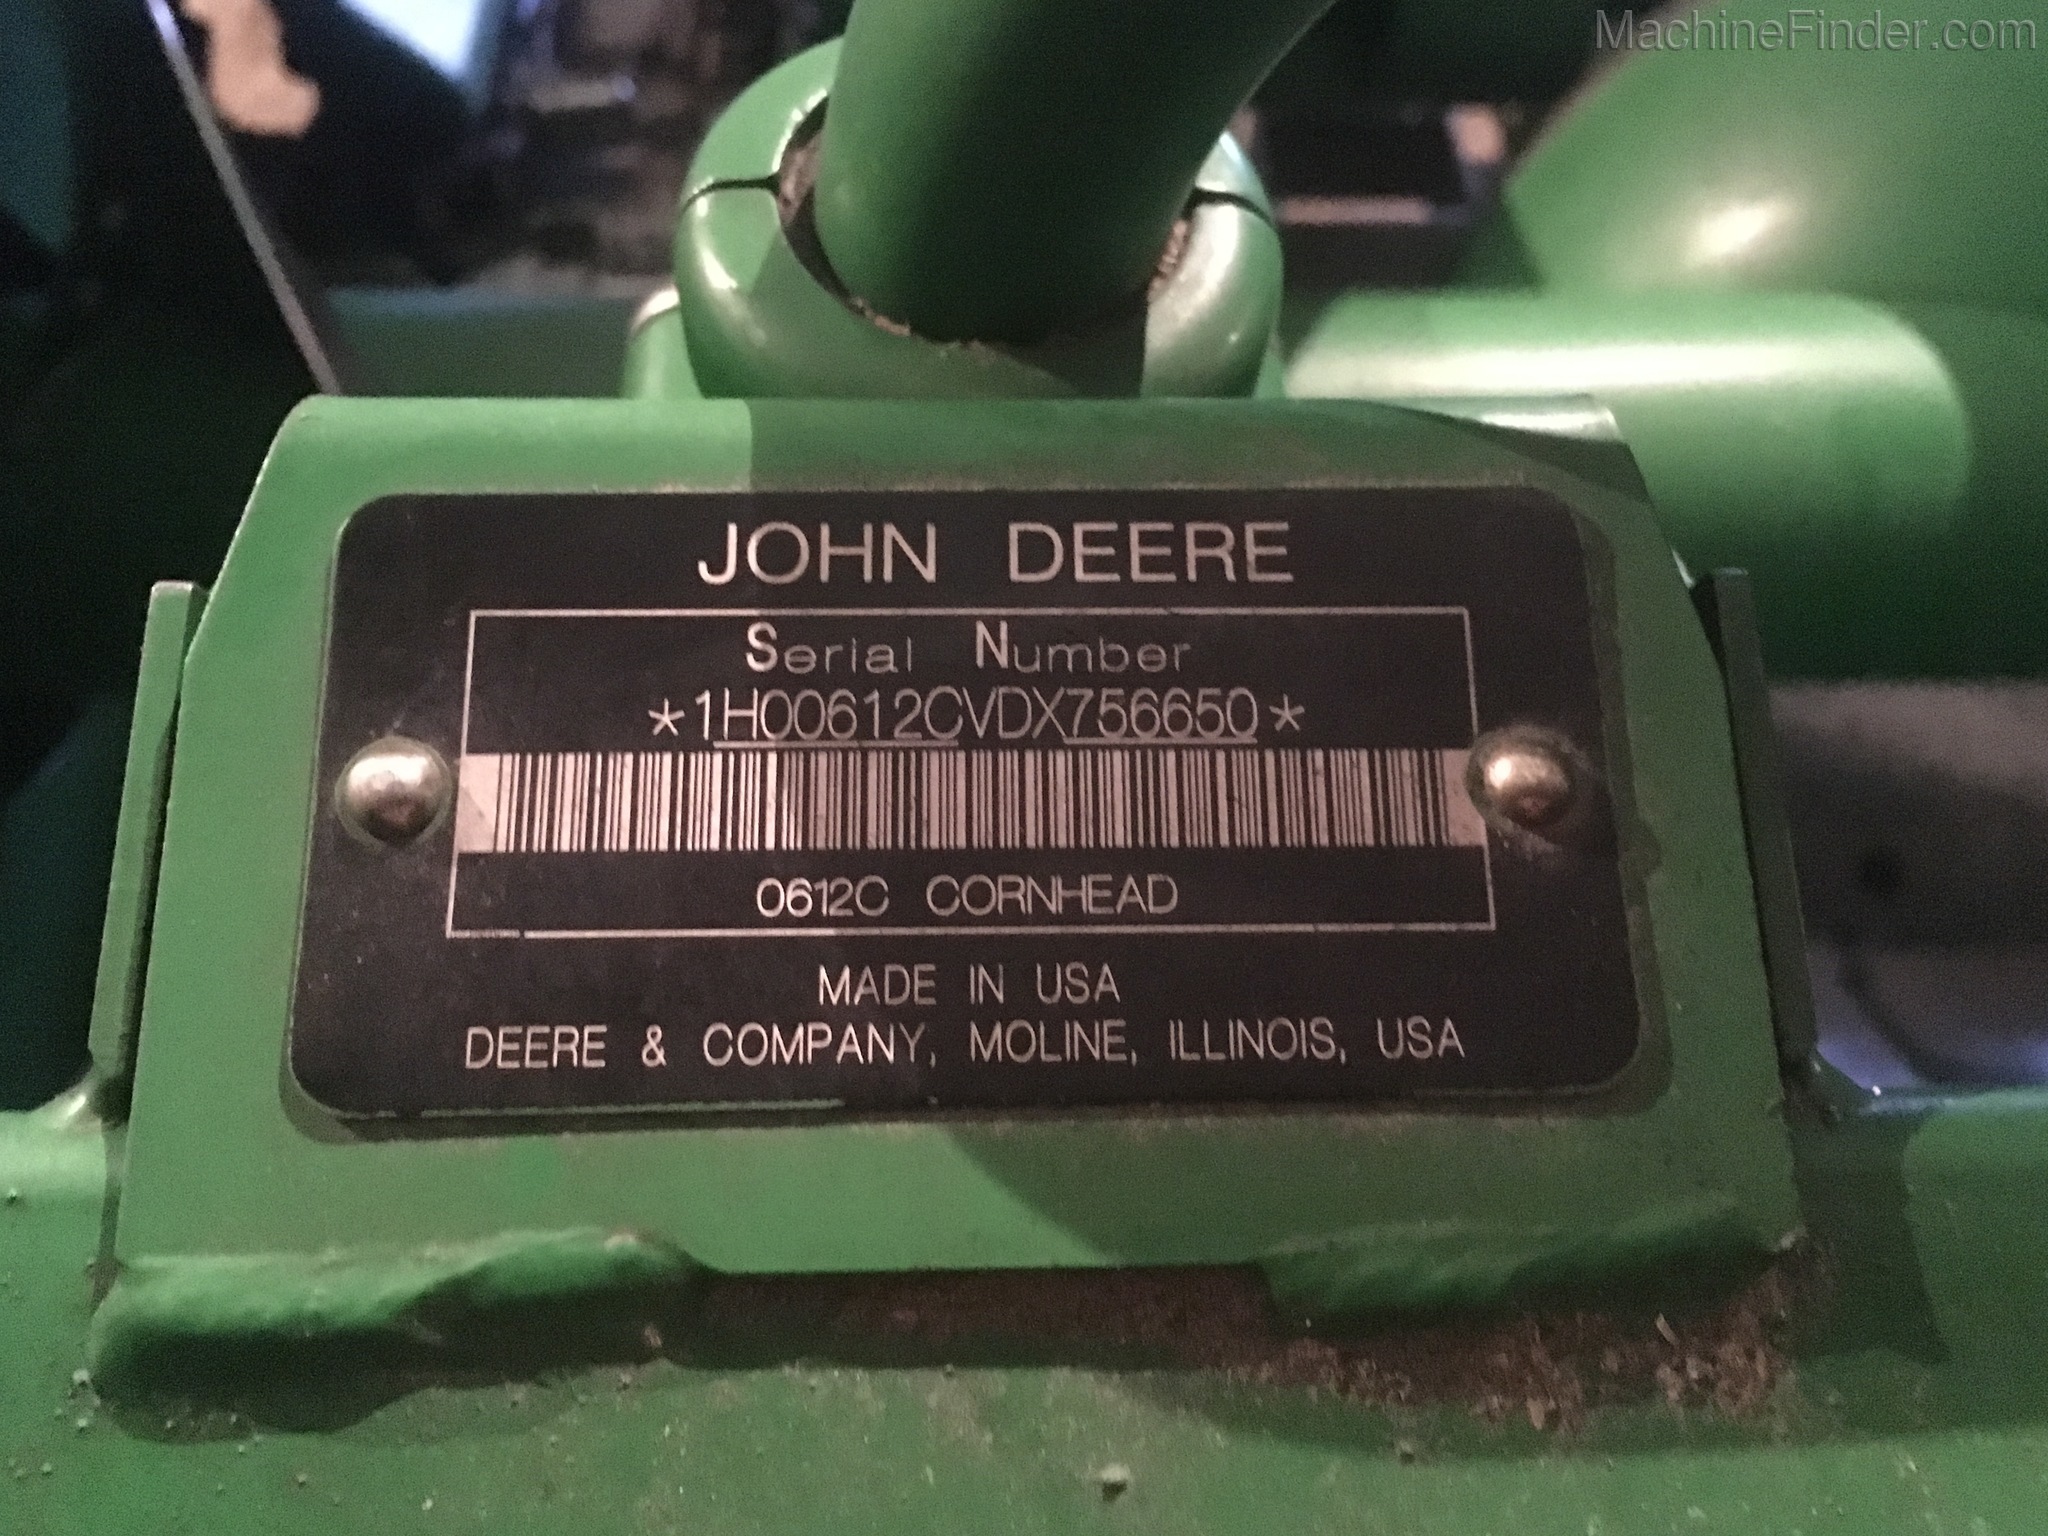 MachineFinder.com
JOHN DEERE
Serial Number
*1H00612CVDX756650*
0612C CORNHEAD
MADE IN USA
DEERE & COMPANY, MOLINE, ILLINOIS, USA